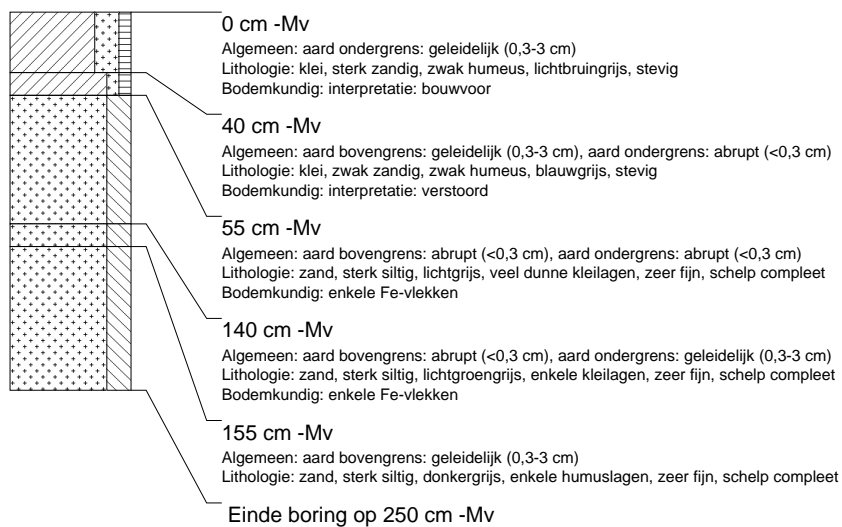 0 cm -Mv
Algemeen: aard ondergrens: geleidelijk (0,3-3 cm)
Lithologie: klei, sterk zandig, zwak humeus, lichtbruingrijs, stevig
Bodemkundig: interpretatie: bouwvoor
40 cm -Mv
Algemeen: aard bovengrens: geleidelijk (0,3-3 cm), aard ondergrens: abrupt (<0,3 cm)
Lithologie: klei, zwak zandig, zwak humeus, blauwgrijs, stevig
Bodemkundig: interpretatie: verstoord
55 cm -Mv
Algemeen: aard bovengrens: abrupt (<0,3 cm), aard ondergrens: abrupt (<0,3 cm)
Lithologie: zand, sterk siltig, lichtgrijs, veel dunne kleilagen, zeer fijn, schelp compleet
Bodemkundig: enkele Fe-vlekken
140 cm -Mv
Algemeen: aard bovengrens: abrupt (<0,3 cm), aard ondergrens: geleidelijk (0,3-3 cm)
Lithologie: zand, sterk siltig, lichtgroengrijs, enkele kleilagen, zeer fijn, schelp compleet
Bodemkundig: enkele Fe-vlekken
155 cm -Mv
Algemeen: aard bovengrens: geleidelijk (0,3-3 cm)
Lithologie: zand, sterk siltig, donkergrijs, enkele humuslagen, zeer fijn, schelp compleet
Einde boring op 250 cm -Mv